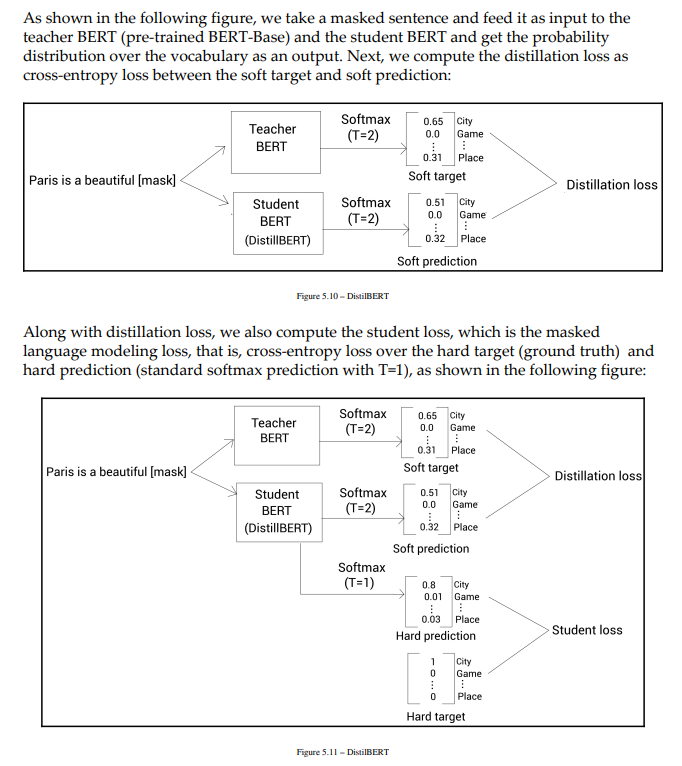 As shown in the following figure, we take a masked sentence and feed it as input to the
teacher BERT (pre-trained BERT-Base) and the student BERT and get the probability
distribution over the vocabulary as an output. Next, we compute the distillation loss as
cross-entropy loss between the soft target and soft prediction:
Paris is a beautiful [mask]
Teacher
BERT
Softmax
(T=2)
0.65 City
0.0 Game
⋮ ⋮
0.31 Place
Soft target
Student
BERT
(DistillBERT)
Softmax
(T=2)
0.51 City
0.0 Game
⋮ ⋮
0.32 Place
Soft prediction
Distillation loss
Figure 5.10 – DistilBERT
Along with distillation loss, we also compute the student loss, which is the masked
language modeling loss, that is, cross-entropy loss over the hard target (ground truth) and
hard prediction (standard softmax prediction with T=1), as shown in the following figure:
Paris is a beautiful [mask]
Teacher
BERT
Softmax
(T=2)
0.65 City
0.0 Game
⋮ ⋮
0.31 Place
Soft target
Student
BERT
(DistillBERT)
Softmax
(T=2)
0.51 City
0.0 Game
⋮ ⋮
0.32 Place
Soft prediction
Distillation loss
Softmax
(T=1)
0.8 City
0.01 Game
⋮ ⋮
0.03 Place
Hard prediction
1 City
0 Game
⋮ ⋮
0 Place
Hard target
Student loss
Figure 5.11 – DistilBERT